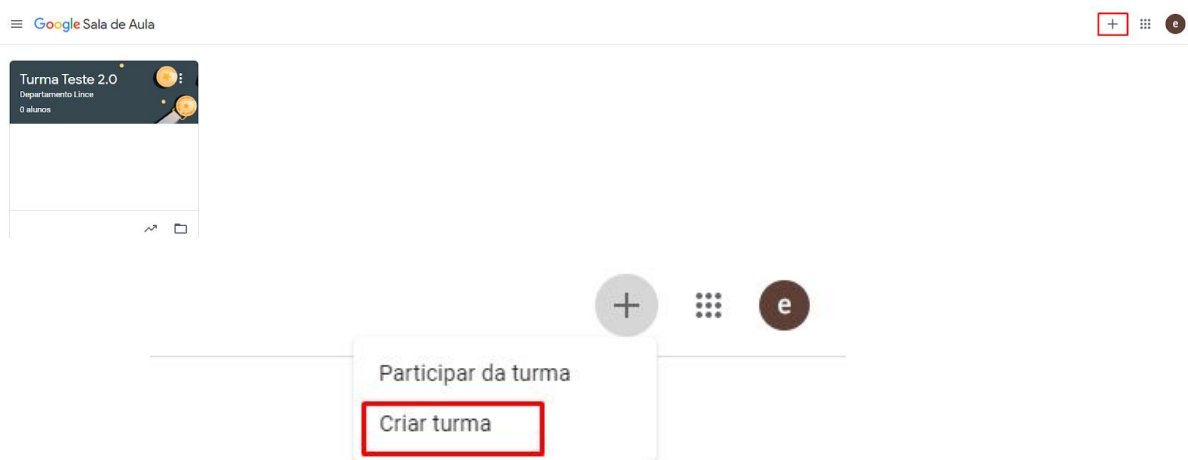 Google Sala de Aula
e
Turma Teste 2.0
Departamento Lince
0 alunos
e
Participar da turma
Criar turma